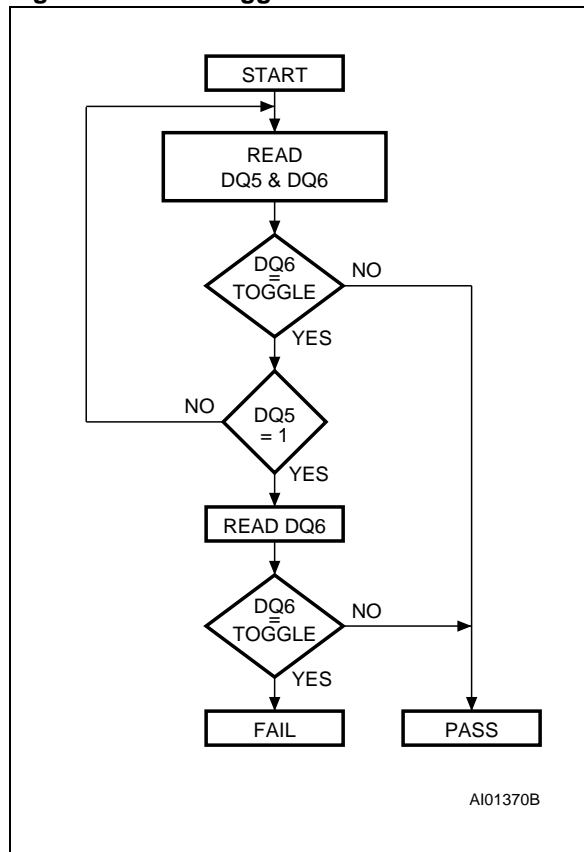 START
READ
DQ5 & DQ6
DQ6
=
TOGGLE
NO
YES
NO
DQ5
= 1
YES
READ DQ6
DQ6
=
TOGGLE
NO
YES
FAIL
PASS
AI01370B